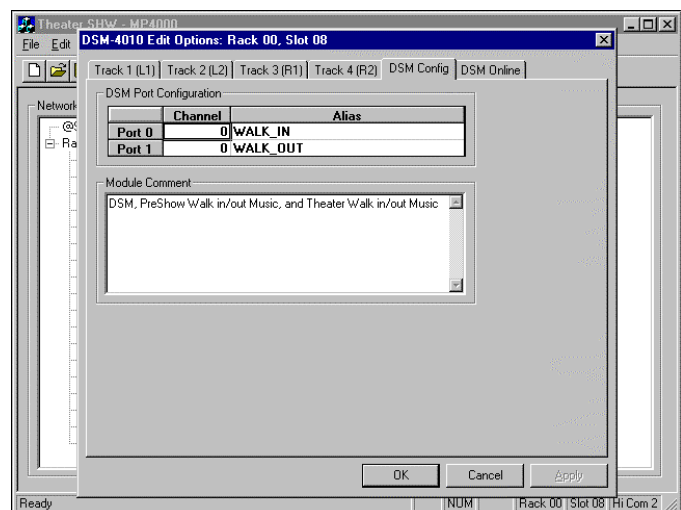 Theater SHW - MP4000
File Edit
DSM-4010 Edit Options: Rack 00, Slot 08
Track 1 (L1) Track 2 (L2) Track 3 (R1) Track 4 (R2) DSM Config DSM Online
Network
DSM Port Configuration
Channel Alias
Port 0 0 WALK_IN
Port 1 0 WALK_OUT
Module Comment
DSM, PreShow Walk in/out Music, and Theater Walk in/out Music
OK Cancel Apply
Ready NUM Rack 00 Slot 08 Hi Com 2